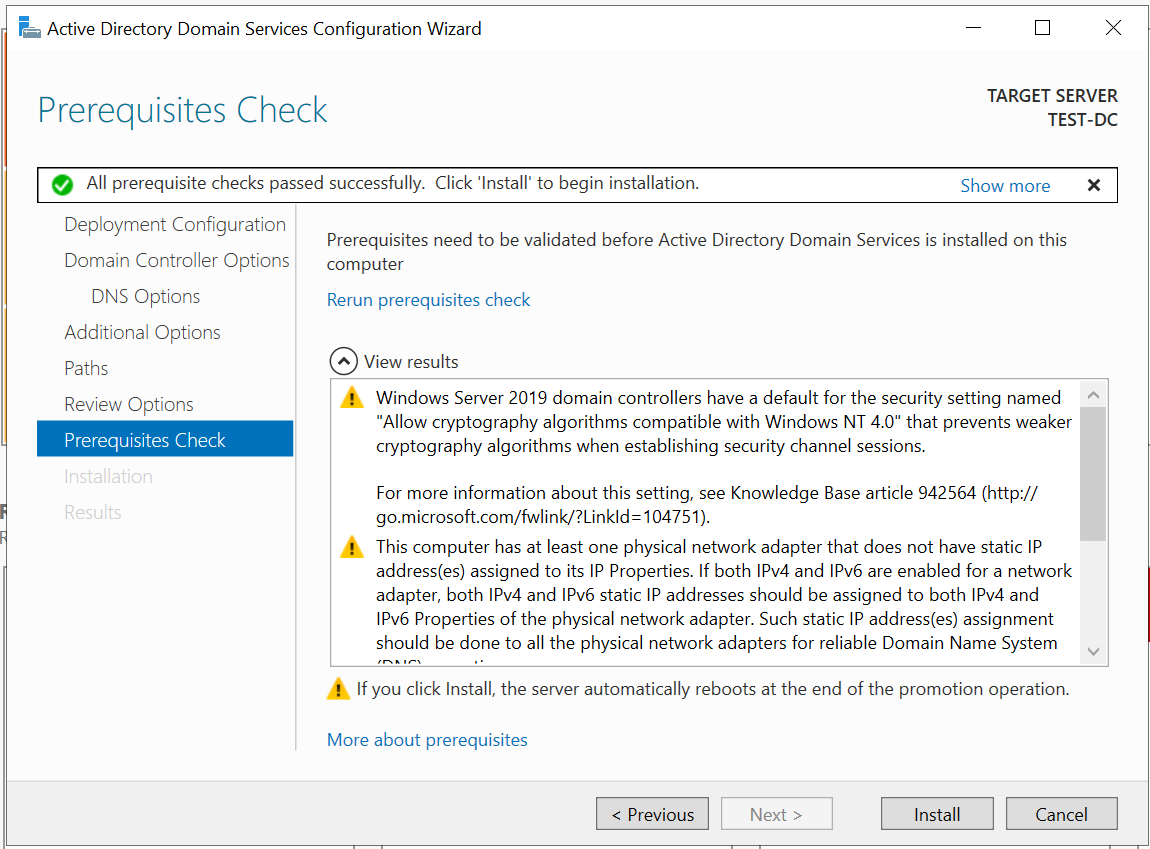 Active Directory Domain Services Configuration Wizard
Prerequisites Check
TARGET SERVER
TEST-DC
All prerequisite checks passed successfully.  Click 'Install' to begin installation.
Show more
Deployment Configuration
Domain Controller Options
DNS Options
Additional Options
Paths
Review Options
Prerequisites Check
Installation
Results
Prerequisites need to be validated before Active Directory Domain Services is installed on this
computer
Rerun prerequisites check
View results
Windows Server 2019 domain controllers have a default for the security setting named
"Allow cryptography algorithms compatible with Windows NT 4.0" that prevents weaker
cryptography algorithms when establishing security channel sessions.
For more information about this setting, see Knowledge Base article 942564 (http://
go.microsoft.com/fwlink/?LinkId=104751).
This computer has at least one physical network adapter that does not have static IP
address(es) assigned to its IP Properties. If both IPv4 and IPv6 are enabled for a network
adapter, both IPv4 and IPv6 static IP addresses should be assigned to both IPv4 and
IPv6 Properties of the physical network adapter. Such static IP address(es) assignment
should be done to all the physical network adapters for reliable Domain Name System
If you click Install, the server automatically reboots at the end of the promotion operation.
More about prerequisites
< Previous
Next >
Install
Cancel